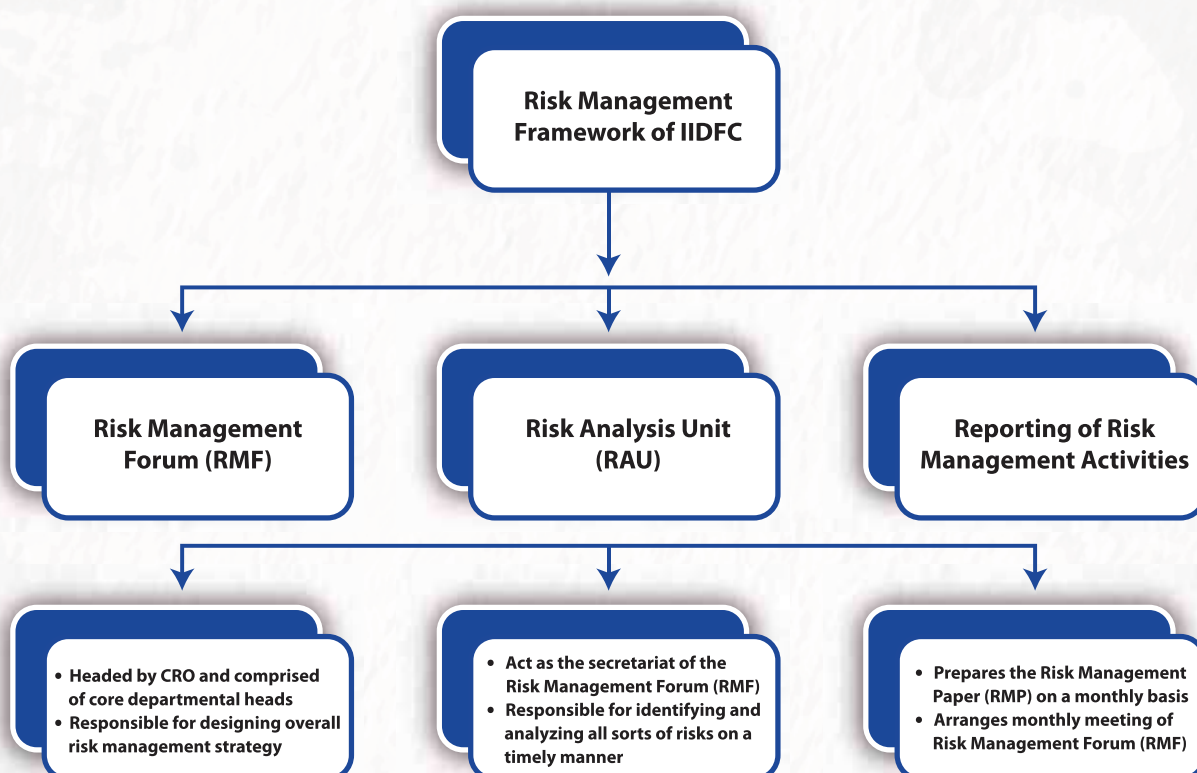 Risk Management
Framework of IIDFC
Risk Management
Forum (RMF)
Risk Analysis Unit
(RAU)
Reporting of Risk
Management Activities
• Headed by CRO and comprised
of core departmental heads
• Responsible for designing overall
risk management strategy
• Act as the secretariat of the
Risk Management Forum (RMF)
• Responsible for identifying and
analyzing all sorts of risks on a
timely manner
• Prepares the Risk Management
Paper (RMP) on a monthly basis
• Arranges monthly meeting of
Risk Management Forum (RMF)